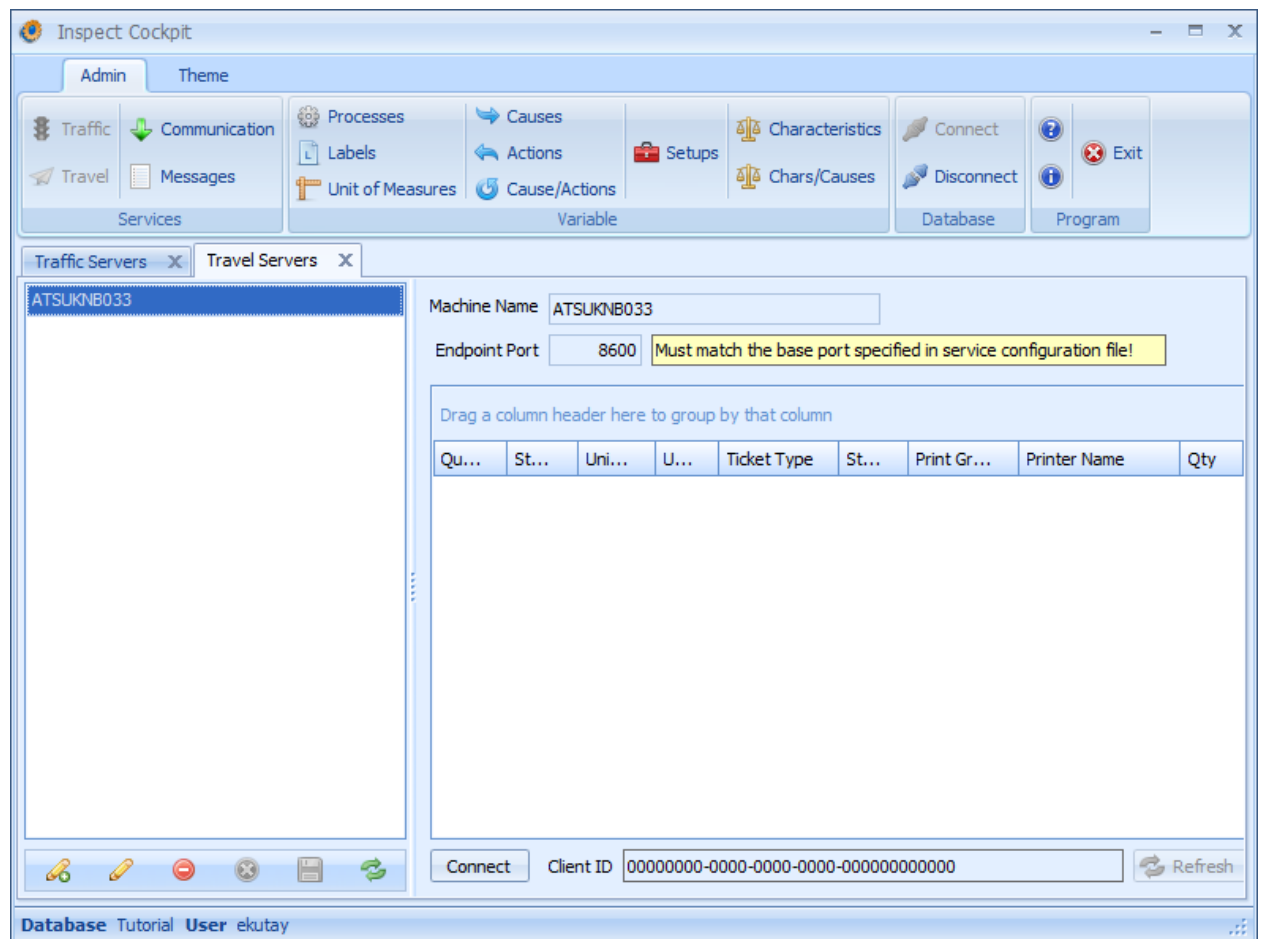 Inspect Cockpit
Admin Theme
Traffic Communication Processes Causes Characteristics Connect
Labels Actions Setups Exit
Travel Messages Unit of Measures Cause/Actions Chars/Causes Disconnect
Services Variable Database Program
Traffic Servers Travel Servers
ATSUKNB033
Machine Name ATSUKNB033
Endpoint Port 8600 Must match the base port specified in service configuration file!
Drag a column header here to group by that column
Qu... St... Uni... U... Ticket Type St... Print Gr... Printer Name Qty
Connect Client ID 00000000-0000-0000-0000-000000000000 Refresh
Database Tutorial User ekutay